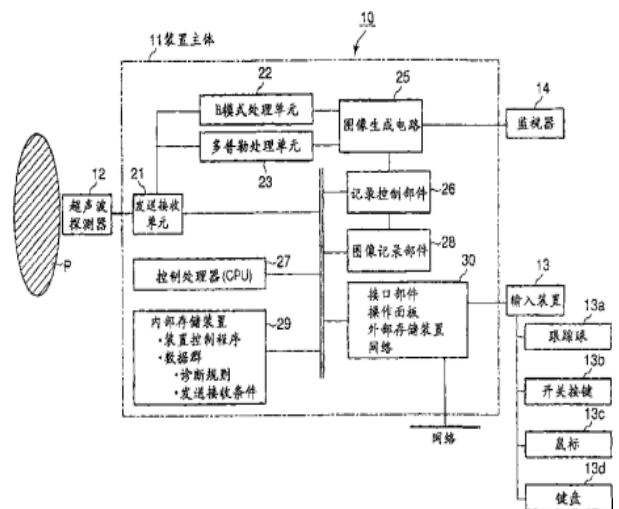 10
11装置主体
22
B模式处理单元
25
图像生成电路
14
监视器
多普勒处理单元
23
12
超声波
探测器
21
发送接收
单元
记录控制部件
26
图像记录部件
28
P
控制处理器(CPU)
27
30
接口部件
操作面板
外部存储装置
网络
13
输入装置
内部存储装置
•装置控制程序
•数据群
•诊断规则
•发送接收条件
29
13a
跟踪球
13b
开关按键
13c
鼠标
13d
键盘
网络